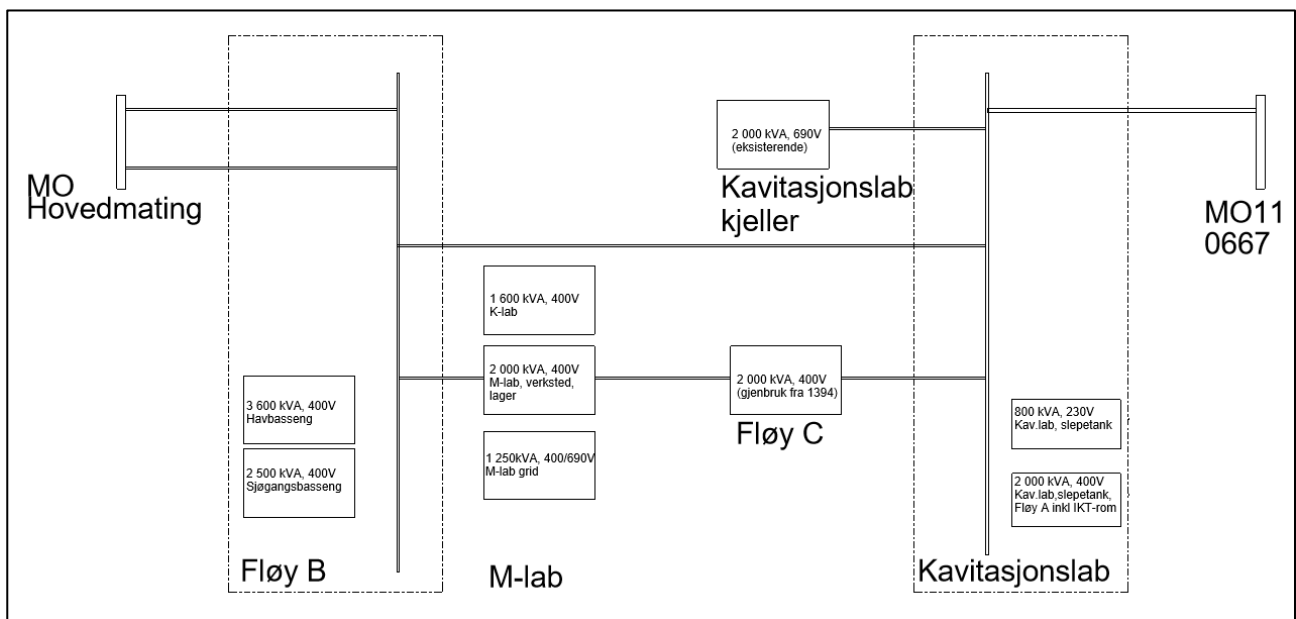 MO
Hovedmating
2 000 kVA, 690V
(eksisterende)
Kavitasjonslab
kjeller
MO11
0667
1 600 kVA, 400V
K-lab
2 000 kVA, 400V
M-lab, verksted,
lager
2 000 kVA, 400V
(gjenbruk fra 1394)
Fløy C
3 600 kVA, 400V
Havbasseng
2 500 kVA, 400V
Sjøgangsbasseng
1 250kVA, 400/690V
M-lab grid
800 kVA, 230V
Kav.lab, slepetank
2 000 kVA, 400V
Kav.lab,slepetank,
Fløy A inkl IKT-rom
Fløy B
M-lab
Kavitasjonslab